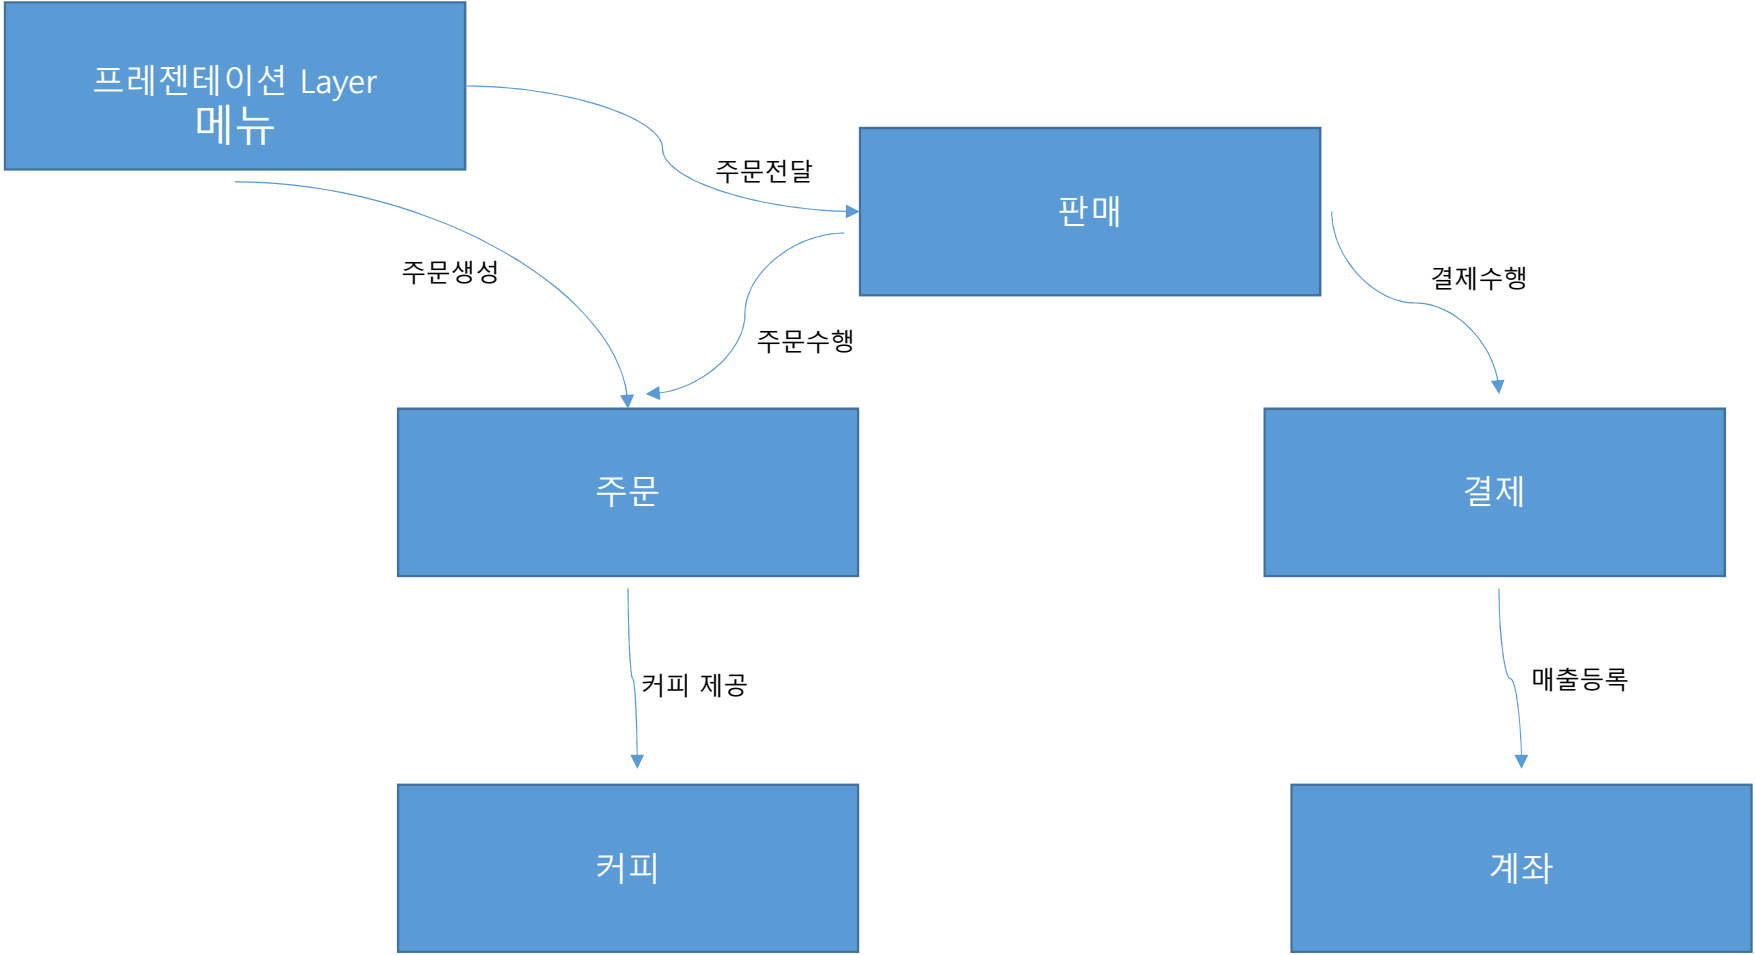 프레젠테이션 Layer
메뉴
주문전달
판매
주문생성
결제수행
주문수행
주문
결제
커피 제공
매출등록
커피
계좌